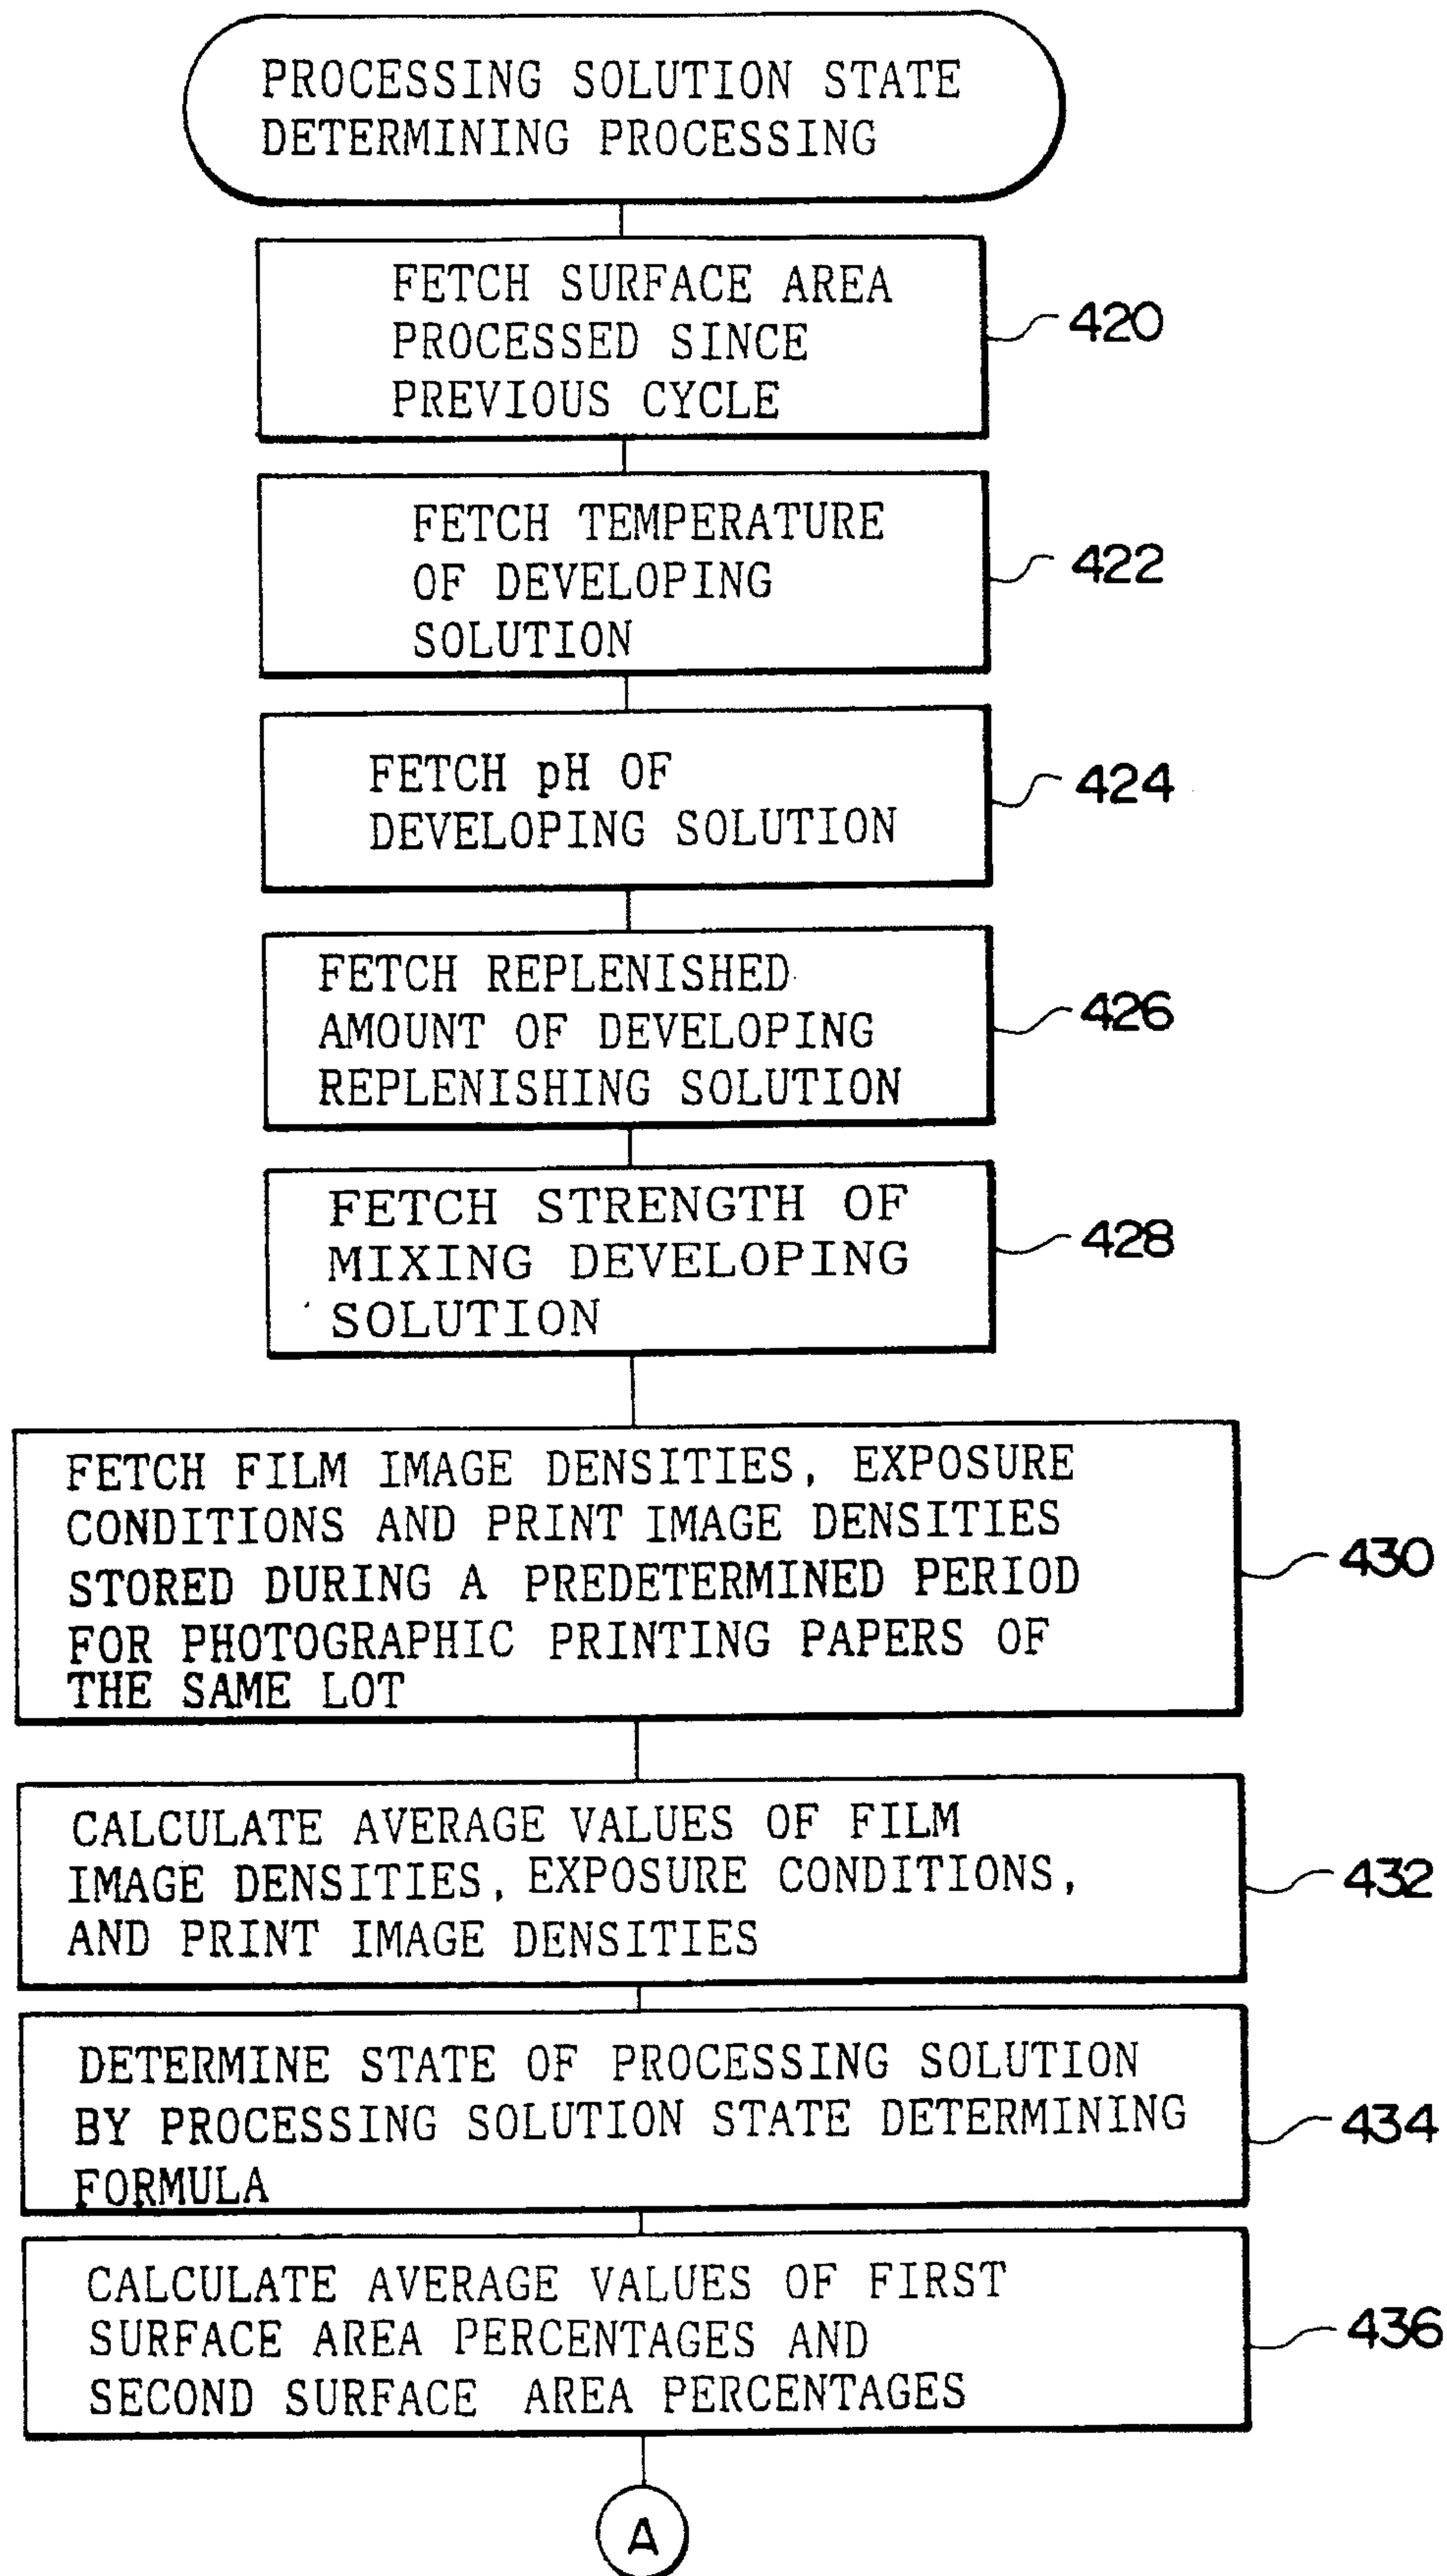 PROCESSING SOLUTION STATE
DETERMINING PROCESSING
FETCH SURFACE AREA
PROCESSED SINCE
PREVIOUS CYCLE
420
FETCH TEMPERATURE
OF DEVELOPING
SOLUTION
422
FETCH pH OF
DEVELOPING SOLUTION
424
FETCH REPLENISHED
AMOUNT OF DEVELOPING
REPLENISHING SOLUTION
426
FETCH STRENGTH OF
MIXING DEVELOPING
SOLUTION
428
FETCH FILM IMAGE DENSITIES, EXPOSURE
CONDITIONS AND PRINT IMAGE DENSITIES
STORED DURING A PREDETERMINED PERIOD
FOR PHOTOGRAPHIC PRINTING PAPERS OF
THE SAME LOT
430
CALCULATE AVERAGE VALUES OF FILM
IMAGE DENSITIES, EXPOSURE CONDITIONS,
AND PRINT IMAGE DENSITIES
432
DETERMINE STATE OF PROCESSING SOLUTION
BY PROCESSING SOLUTION STATE DETERMINING
FORMULA
434
CALCULATE AVERAGE VALUES OF FIRST
SURFACE AREA PERCENTAGES AND
SECOND SURFACE AREA PERCENTAGES
436
A